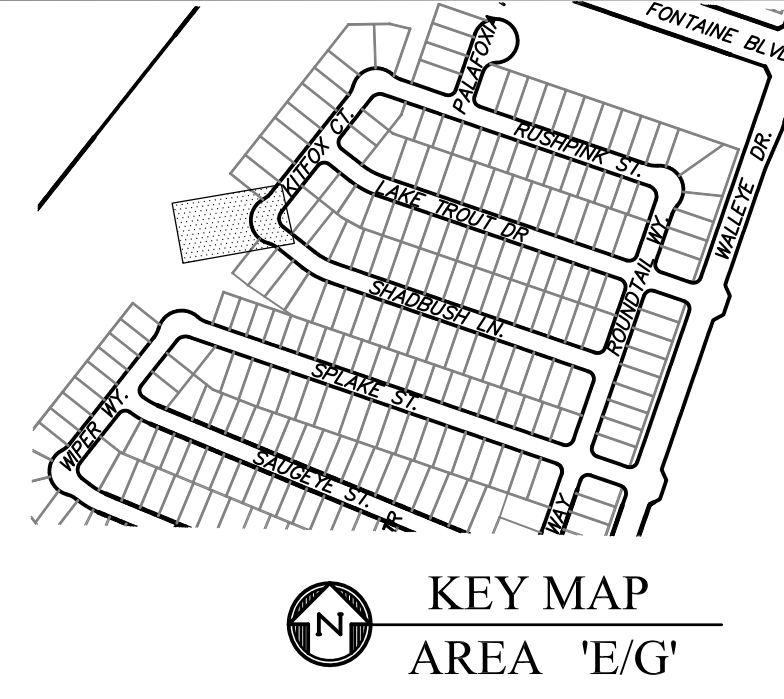 FONTAINE BLVD
PALAFOXIA
RUSHPINK ST.
KITFOX CT.
WALLEYE DR.
LAKE TROUT DR
ROUNDTAIL WY.
SHADBUSH LN.
SPLAKE ST.
WIPER WY.
SAUGEYE ST.
WAY
N
KEY MAP
AREA 'E/G'